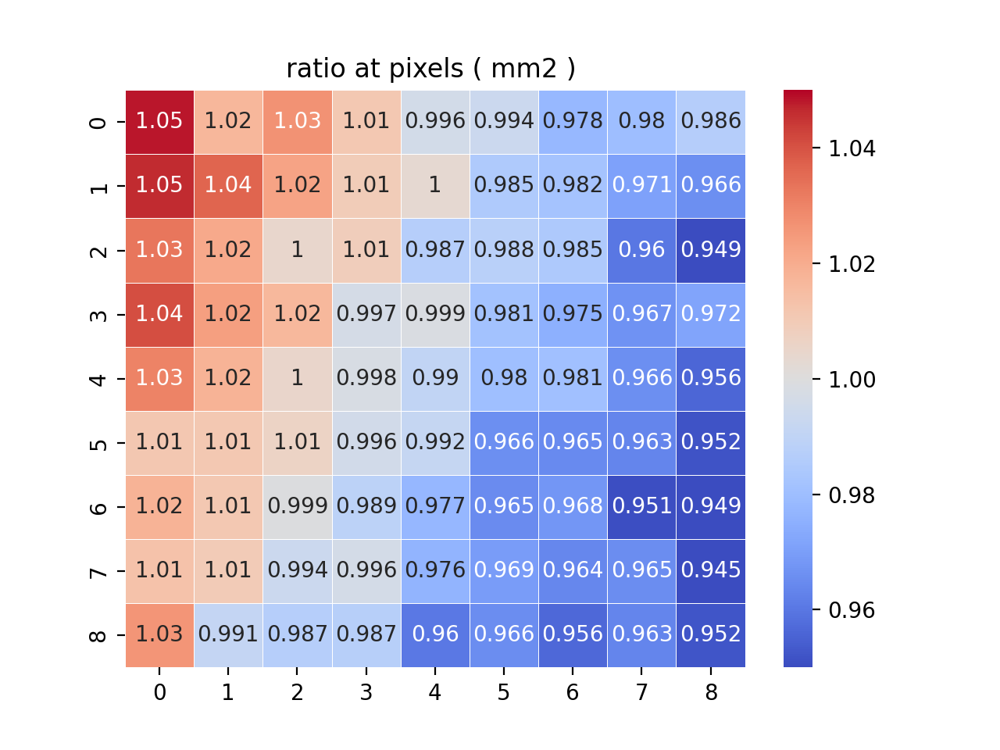 ratio at pixels ( mm2 )
0 1.05 1.02 1.03 1.01 0.996 0.994 0.978 0.98 0.986
1 1.05 1.04 1.02 1.01 1 0.985 0.982 0.971 0.966
2 1.03 1.02 1 1.01 0.987 0.988 0.985 0.96 0.949
3 1.04 1.02 1.02 0.997 0.999 0.981 0.975 0.967 0.972
4 1.03 1.02 1 0.998 0.99 0.98 0.981 0.966 0.956
5 1.01 1.01 1.01 0.996 0.992 0.966 0.965 0.963 0.952
6 1.02 1.01 0.999 0.989 0.977 0.965 0.968 0.951 0.949
7 1.01 1.01 0.994 0.996 0.976 0.969 0.964 0.965 0.945
8 1.03 0.991 0.987 0.987 0.96 0.966 0.956 0.963 0.952
0 1 2 3 4 5 6 7 8
1.04
1.02
1.00
0.98
0.96